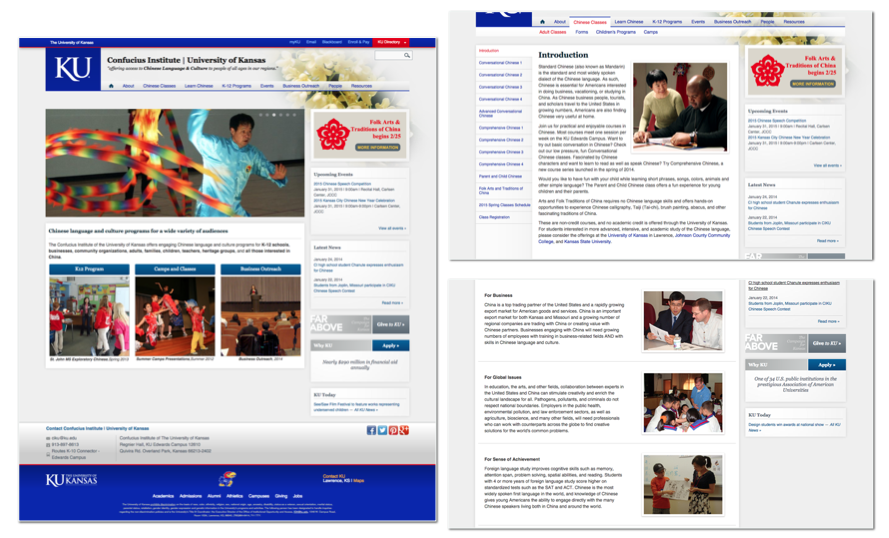 The University of Kansas
myKU Email Blackboard Enroll & Pay KU Directory
KU
Confucius Institute | University of Kansas
"offering access to Chinese Language & Culture to people of all ages in our regions."
About Chinese Classes Learn Chinese K-12 Programs Events Business Outreach People Resources
Folk Arts &
Traditions of China
begins 2/25
MORE INFORMATION
Upcoming Events
2015 Chinese Speech Competition
2015 Kansas City Chinese New Year Celebration
View all events »
Chinese language and culture programs for a wide variety of audiences
The Confucius Institute of the University of Kansas offers engaging Chinese language and culture programs for K-12 schools,
businesses, community organizations, adults, families, children, teachers, heritage groups, and all those interested in
China
K12 Program Camps and Classes Business Outreach
St. John MS Exploratory Chinese, Spring 2013
Summer Camps Presentations, Summer 2012
Business Outreach, 2014
Latest News
January 24, 2015
CI high school student Charule expresses enthusiasm
for Chinese
January 22, 2014
Students from Joplin, Missouri participate in CIKU
Chinese Speech Contest
Read more »
FAR
ABOVE
Give to KU »
Why KU Apply »
Nearly $290 million in financial aid
annually
KU Today
All KU News »
Contact Confucius Institute | University of Kansas
ciku@ku.edu
Confucius Institute of The University of Kansas
Regnier Hall, KU Edwards Campus
Quivira Rd. Overland Park, Kansas
Edwards Campus
KU THE UNIVERSITY OF
KANSAS
Contact KU
Lawrence, KS | Maps
Academics Admissions Alumni Athletics Campuses Giving Jobs
About Chinese Classes Learn Chinese K-12 Programs Events Business Outreach People Resources
Adult Classes Forms Children's Programs Camps
Introduction
Conversational Chinese 1
Conversational Chinese 2
Conversational Chinese 3
Conversational Chinese 4
Advanced Conversational
Chinese
Comprehensive Chinese 1
Comprehensive Chinese 2
Comprehensive Chinese 3
Comprehensive Chinese 4
Parent and Child Chinese
Folk Arts and Traditions of
China
2015 Spring Classes Schedule
Class Registration
Introduction
Standard Chinese (also known as Mandarin)
is the standard and most widely spoken
dialect of the Chinese language. As such,
Chinese is essential for Americans interested
in doing business, vacationing, or studying in
China. As Chinese business people, tourists,
and scholars travel to the United States in
growing numbers, Americans are also finding
Chinese very useful at home.
Join us for practical and enjoyable courses in
Chinese. Most courses meet one session per
week on the KU Edwards Campus. Want to
try out basic conversation in Chinese? Check
out our low pressure, fun Conversational
Chinese classes. Fascinated by Chinese
characters and want to learn to read as well as speak Chinese? Try Comprehensive Chinese, a
new course series launched in the spring of 2014.
Would you like to have fun with your child while learning short phrases, songs, colors, animals and
other simple language? The Parent and Child Chinese class offers a fun experience for young
children and their parents.
Arts and Folk Traditions of China requires no Chinese language skills and offers hands-on
opportunities to experience Chinese calligraphy, Taiji (Tai-chi), brush painting, abacus, and other
fascinating traditions of China.
These are non-credit courses, and no academic credit is offered through the University of Kansas.
For students interested in more advanced, intensive, and academic study of the Chinese language,
please consider the offerings at the University of Kansas in Lawrence, Johnson County Community
College, and Kansas State University.
Folk Arts &
Traditions of China
begins 2/25
MORE INFORMATION
Upcoming Events
2015 Chinese Speech Competition
2015 Kansas City Chinese New Year Celebration
View all events »
Latest News
January 24, 2015
CI high school student Charule expresses enthusiasm
for Chinese
January 22, 2014
Students from Joplin, Missouri participate in CIKU
Chinese Speech Contest
Read more »
For Business
China is a top trading partner of the United States and a rapidly growing
export market for American goods and services. China is an important
export market for both Kansas and Missouri and a growing number of
regional companies are trading with China or creating value with
Chinese partners. Businesses engaging China will need growing
numbers of employees with training in business-related fields AND with
skills in Chinese language and culture.
For Global Issues
In education, the arts, and other fields, collaboration between experts in
the United States and China can stimulate creativity and enrich the
cultural landscape for all. Pathogens, pollutants, and criminals do not
respect national boundaries. Employers in the public health,
environmental pollution, and law enforcement sectors, as well as
agriculture, bioscience, and many other fields, will need professionals
who can work with counterparts across the globe to find creative
solutions for the world's common problems.
For Sense of Achievement
Foreign language study improves cognitive skills such as memory,
attention span, problem solving, spatial abilities, and reading. Students
with 4 or more years of foreign language study score higher on
standardized tests such as the SAT and ACT. Chinese is the most
widely spoken first language in the world, and knowledge of Chinese
gives young Americans the ability to engage directly with the many
Chinese speakers living both in China and around the world.
CI high school student Charule expresses enthusiasm
for Chinese
January 22, 2014
Students from Joplin, Missouri participate in CIKU
Chinese Speech Contest
Read more »
FAR
ABOVE
Give to KU »
Why KU Apply »
One of 34 U.S. public institutions in the
prestigious Association of American
Universities
KU Today
Design students win awards at national show – All KU
News »